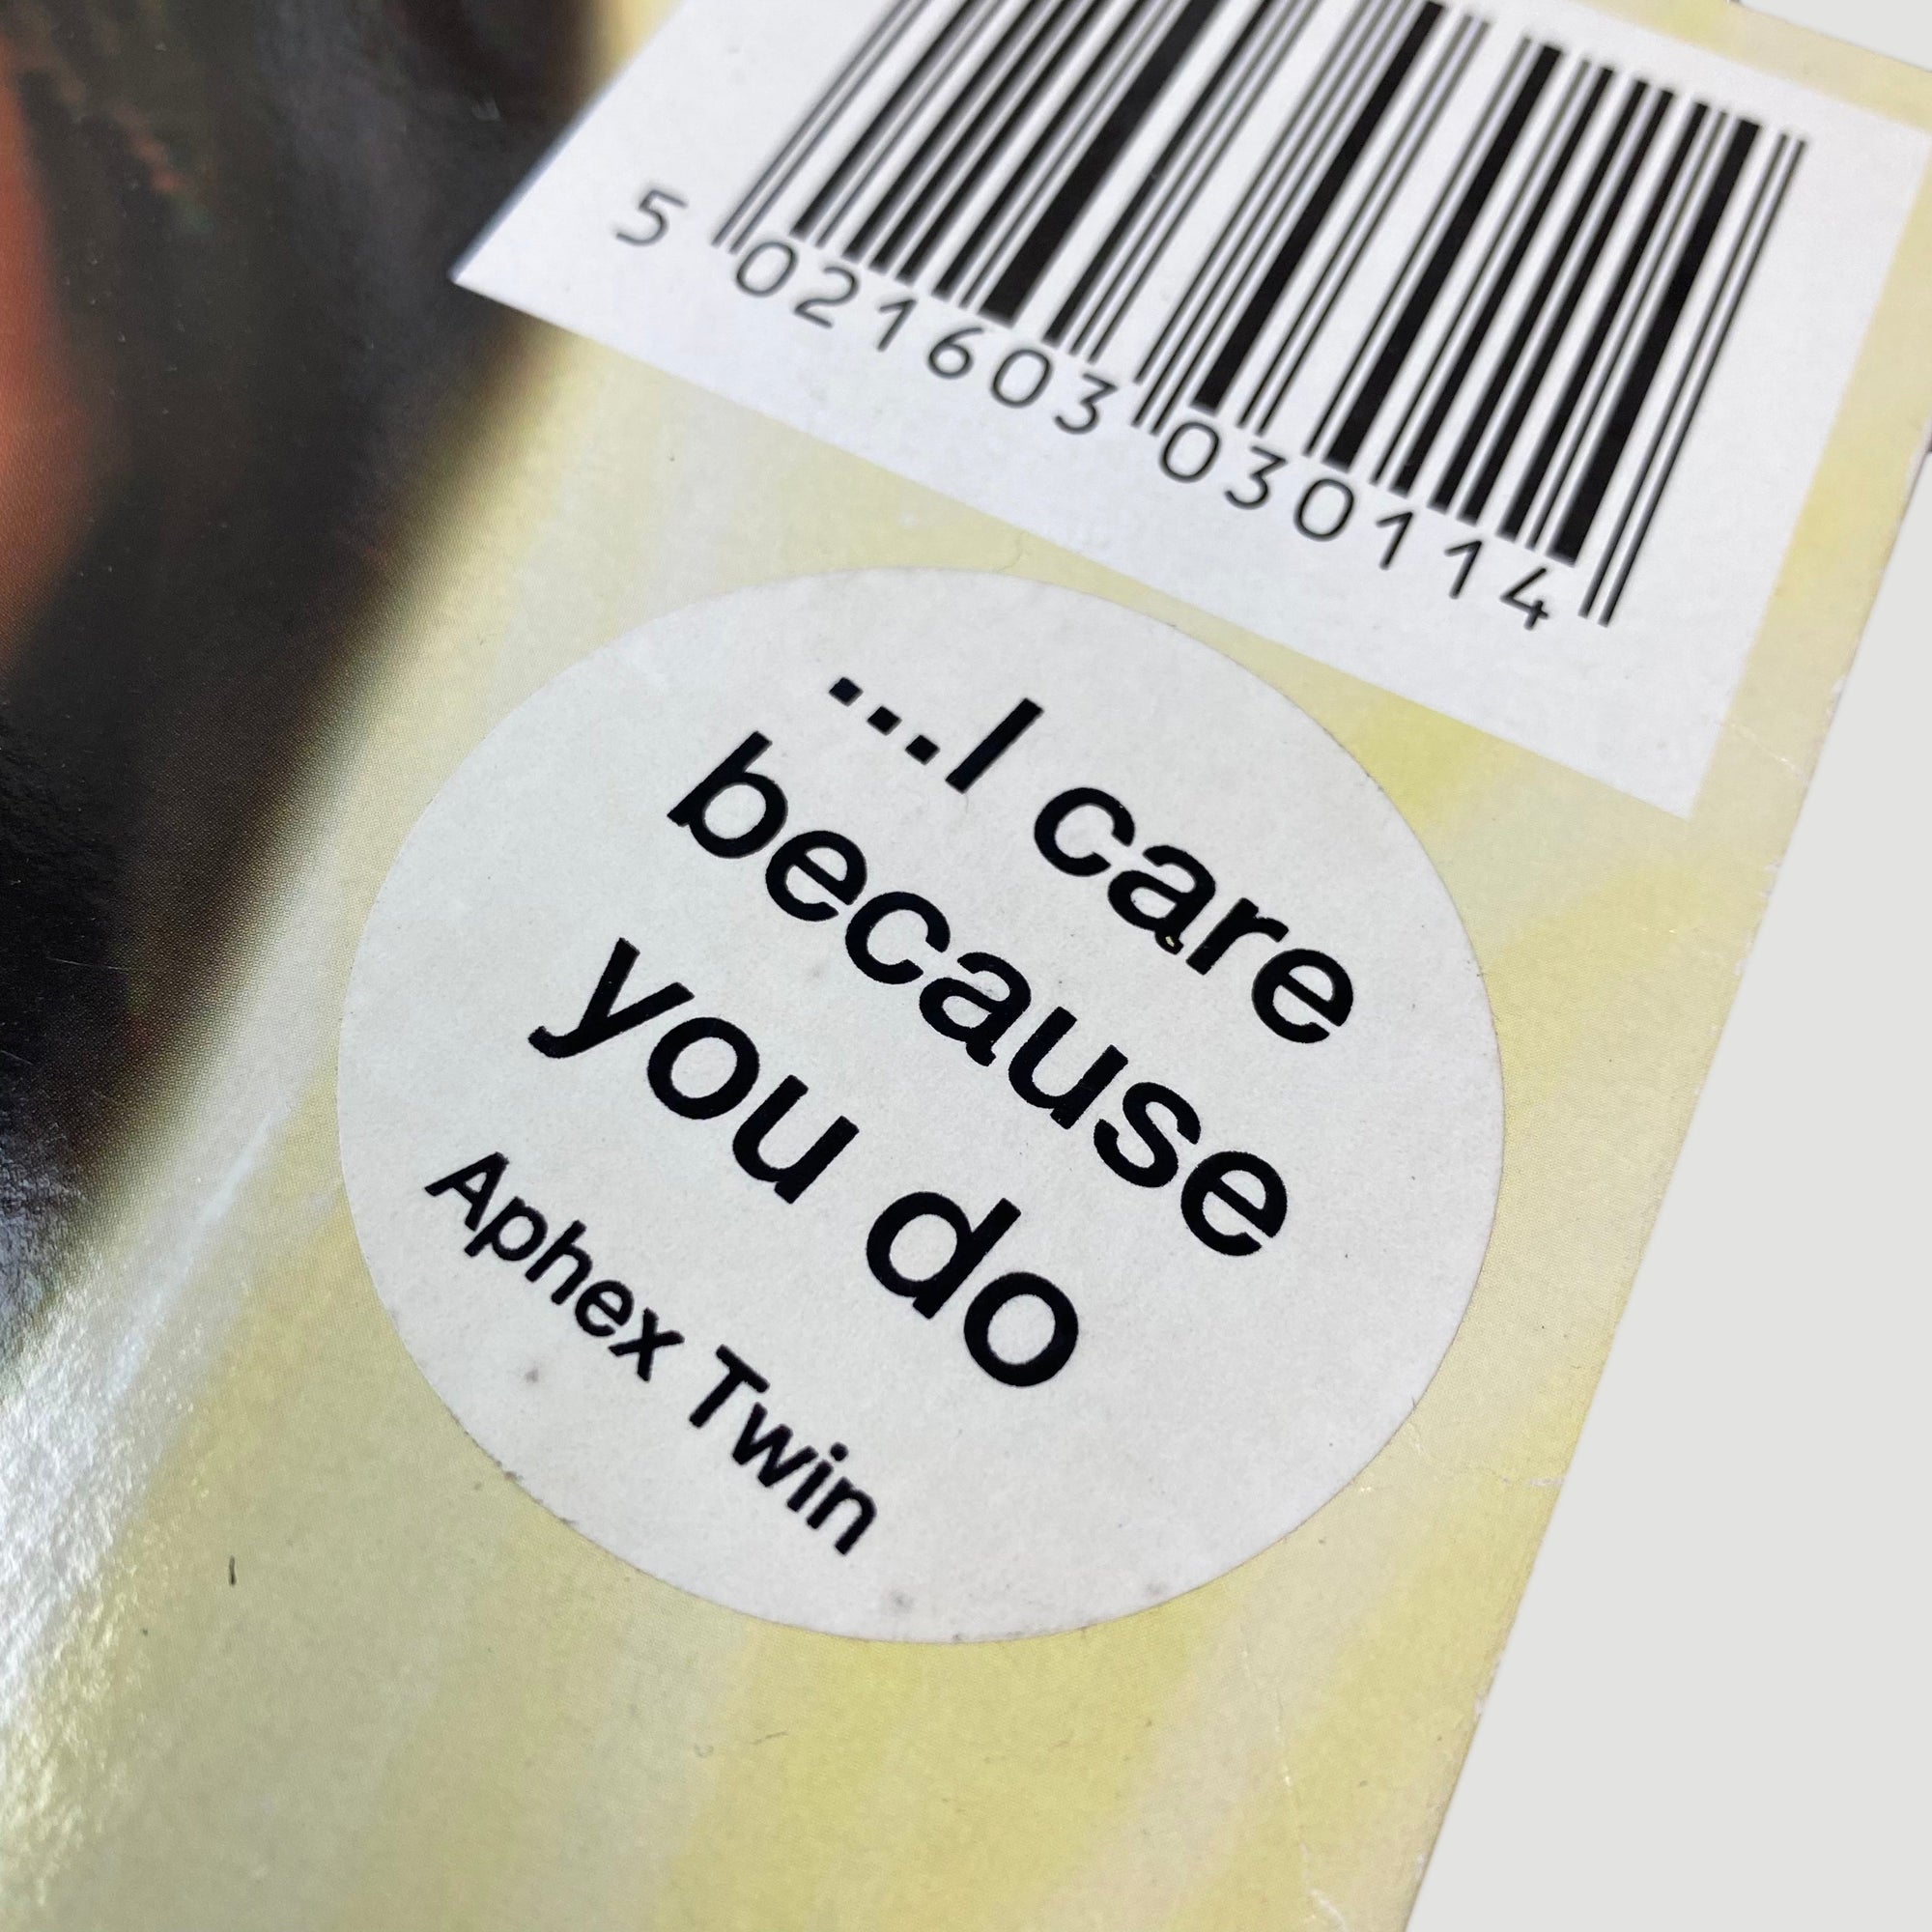 5 021603 030114
...I care
because
you do
Aphex Twin